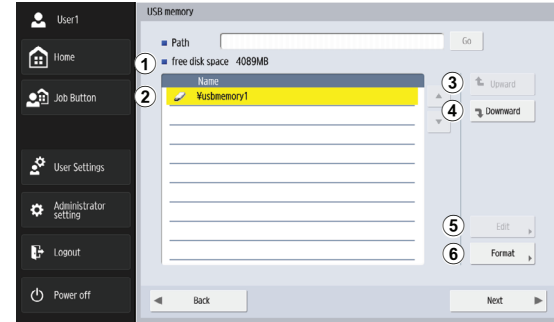 User1
Home
Job Button
User Settings
Administrator
setting
Logout
Power off
USB memory
Path
Go
1
free disk space 4089MB
Name
2
¥usbmemory1
3
Upward
4
Downward
5
Edit
6
Format
Back
Next